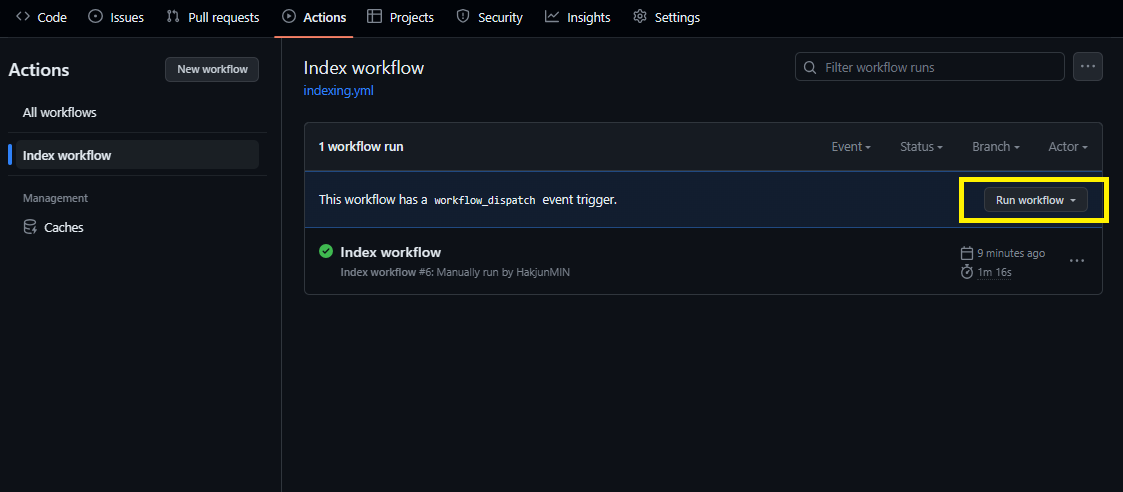 Code Issues Pull requests Actions Projects Security Insights Settings
Actions
New workflow
All workflows
Index workflow
Management
Caches
Index workflow
indexing.yml
Filter workflow runs
1 workflow run
Event Status Branch Actor
This workflow has a workflow_dispatch event trigger.
Run workflow
Index workflow
Index workflow #6: Manually run by HakjunMIN
9 minutes ago
1m 16s